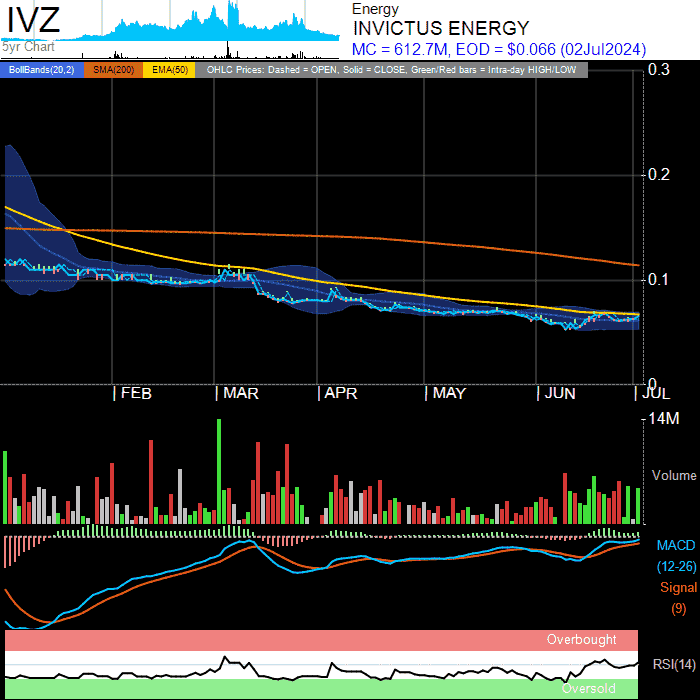 IVZ
5yr Chart
Energy
INVICTUS ENERGY
MC = 612.7M, EOD = $0.066 (02Jul2024)
BollBands(20,2) SMA(200) EMA(50) OHLC Prices: Dashed = OPEN, Solid = CLOSE, Green/Red bars = Intra-day HIGH/LOW
0.3
0.2
0.1
0
FEB MAR APR MAY JUN JUL
14M
Volume
MACD
(12-26)
Signal
(9)
Overbought
RSI(14)
Oversold